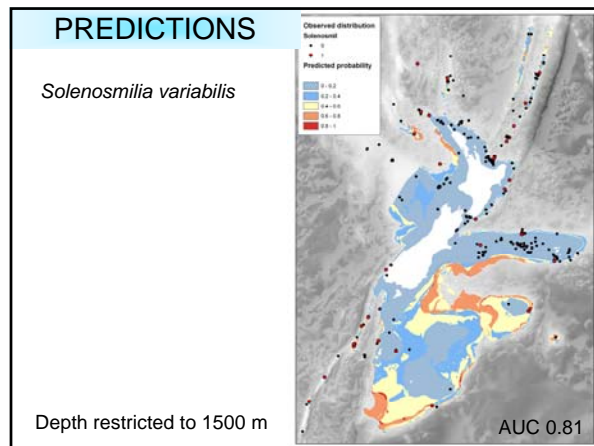 PREDICTIONS
Solenosmilia variabilis
Observed distribution
Solenosmil
0
1
Predicted probability
0 - 0.2
0.2 - 0.4
0.4 - 0.6
0.6 - 0.8
0.8 - 1
Depth restricted to 1500 m
AUC 0.81